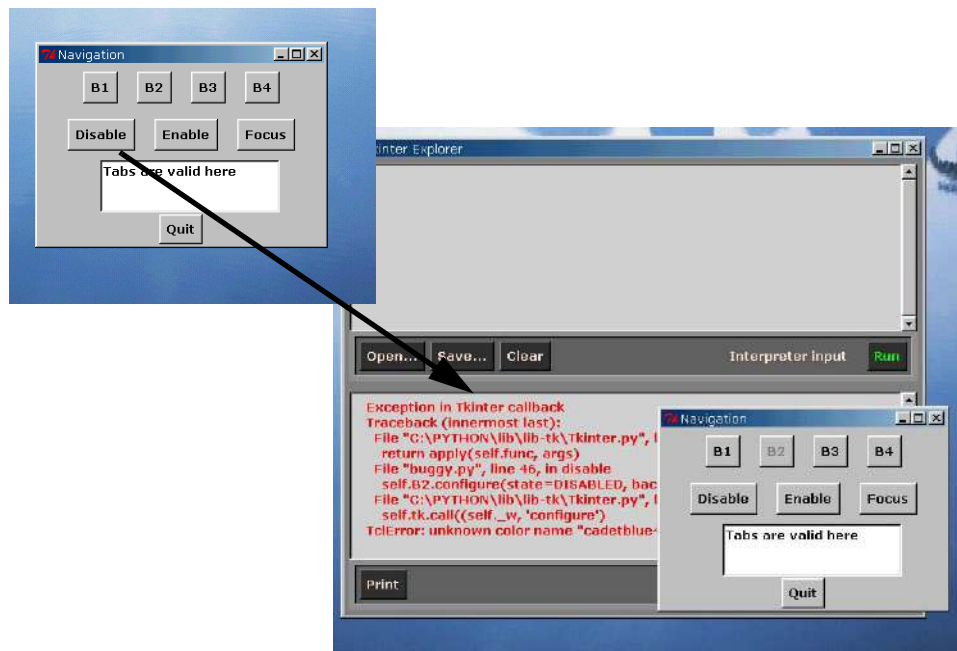 Navigation
B1 B2 B3 B4
Disable Enable Focus
Tabs are valid here
Quit
Explorer
Open... Save... Clear Interpreter input Run
Exception in Tkinter callback
Traceback (innermost last):
File "C:\PYTHON\lib\lib-tk\Tkinter.py", l
return apply(self.func, args)
File "buggy.py", line 46, in disable
self.B2.configure(state=DISABLED, bac
File "C:\PYTHON\lib\lib-tk\Tkinter.py", l
self.tk.call((self._w, 'configure')
TclError: unknown color name "cadetblue
Print
Navigation
B1 B2 B3 B4
Disable Enable Focus
Tabs are valid here
Quit